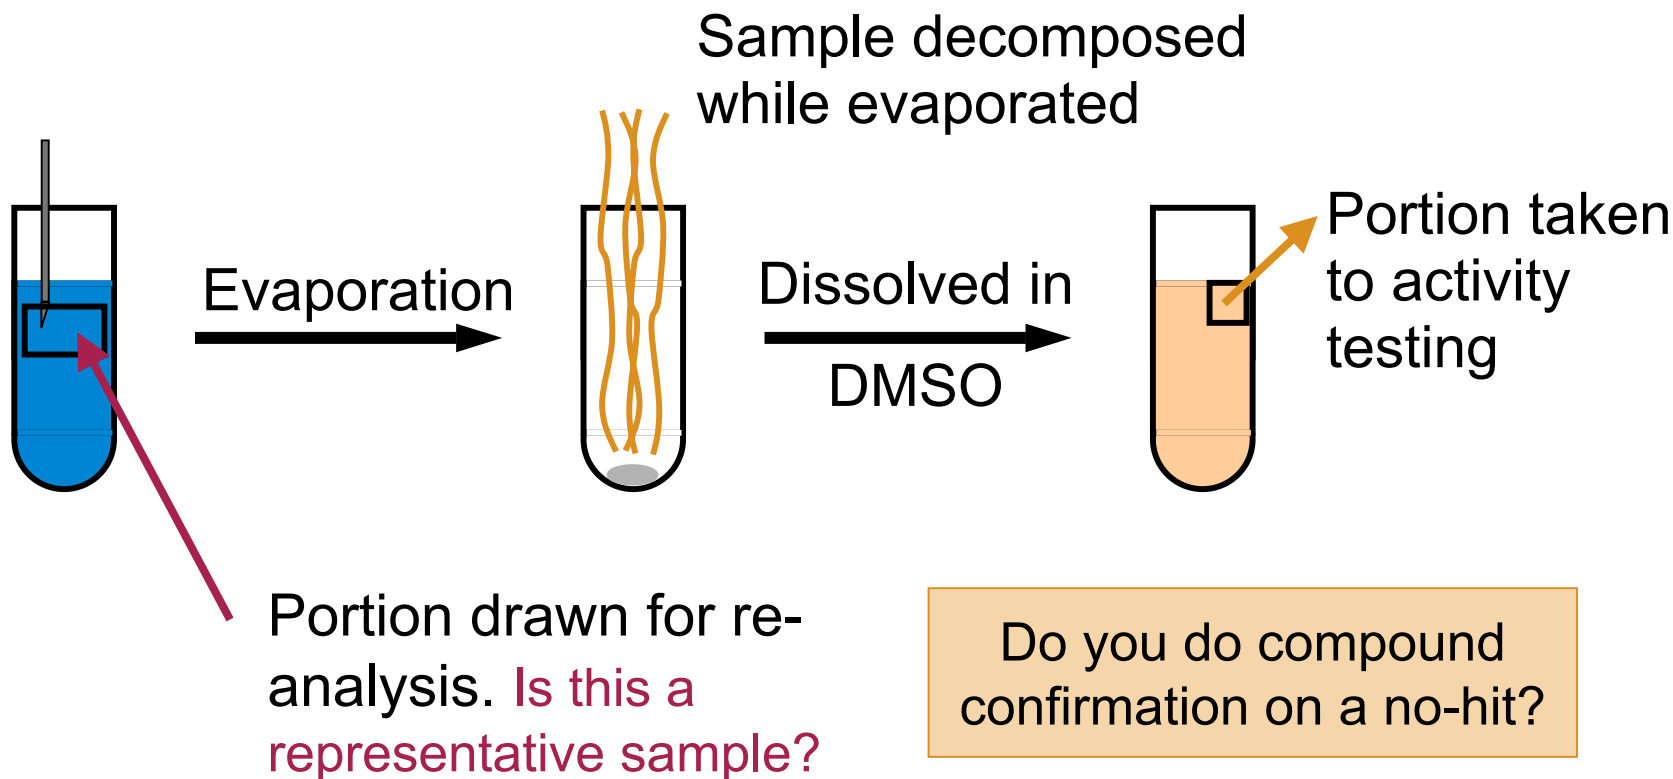 Sample decomposed
while evaporated
Evaporation
Dissolved in
DMSO
Portion taken
to activity
testing
Portion drawn for re-
analysis. Is this a
representative sample?
Do you do compound
confirmation on a no-hit?